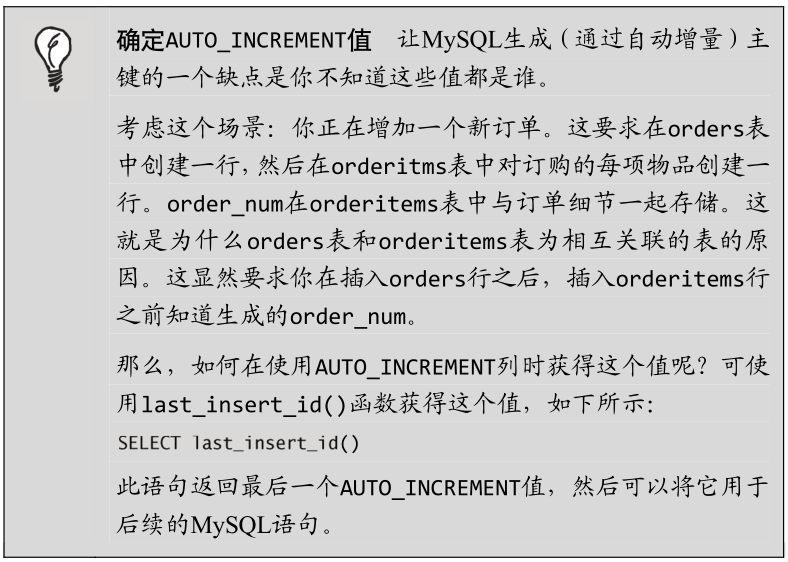 确定AUTO_INCREMENT值 让MySQL生成（通过自动增量）主
键的一个缺点是你不知道这些值都是谁。
考虑这个场景：你正在增加一个新订单。这要求在orders表
中创建一行，然后在orderitms表中对订购的每项物品创建一
行。order_num在orderitems表中与订单细节一起存储。这
就是为什么orders表和orderitems表为相互关联的表的原
因。这显然要求你在插入orders行之后，插入orderitems行
之前知道生成的order_num。
那么，如何在使用AUTO_INCREMENT列时获得这个值呢？可使
用last_insert_id()函数获得这个值，如下所示：
SELECT last_insert_id()
此语句返回最后一个AUTO_INCREMENT值，然后可以将它用于
后续的MySQL语句。